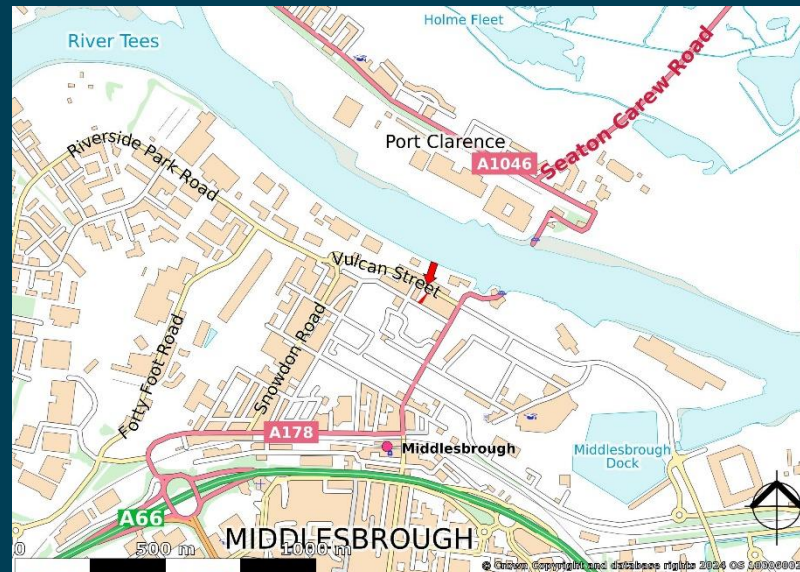 Holme Fleet
River Tees
Seaton Carew Road
Port Clarence
A1046
Riverside Park Road
Vulcan Street
Snowdon Road
Forty Foot Road
A178
Middlesbrough
Middlesbrough
Dock
A66
MIDDLESBROUGH
0
500 m
1000 m
© Crown Copyright and database rights 2024 OS